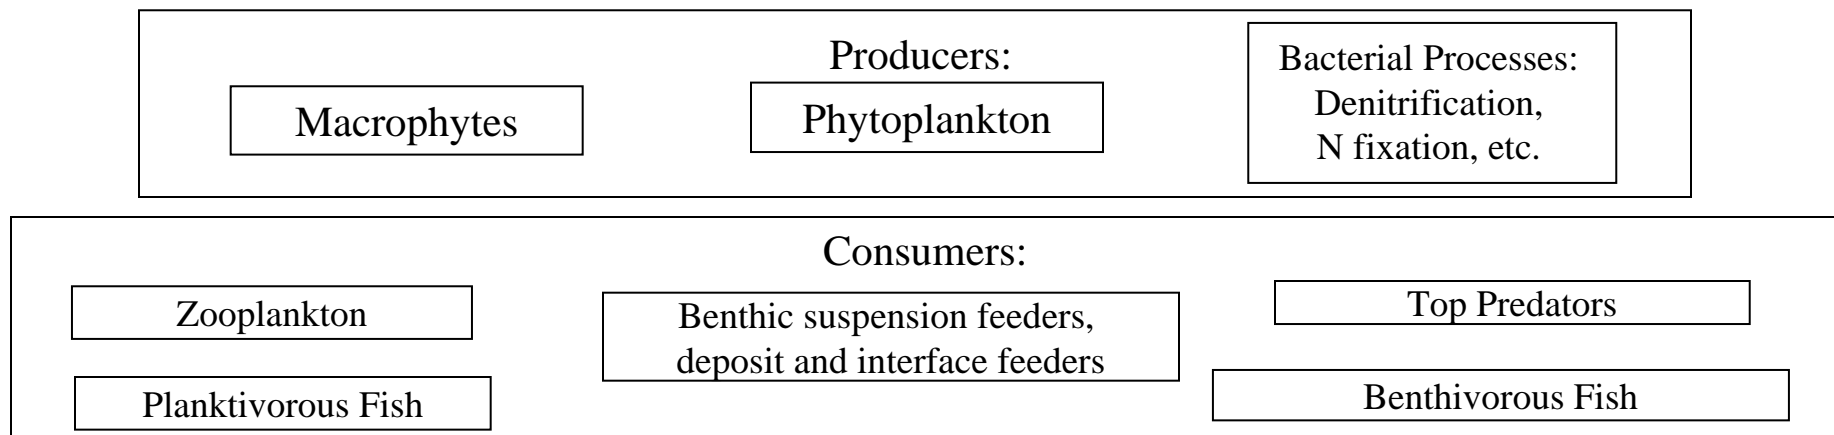 Producers:
Macrophytes
Phytoplankton
Bacterial Processes:
Denitrification,
N fixation, etc.
Consumers:
Zooplankton
Planktivorous Fish
Benthic suspension feeders,
deposit and interface feeders
Top Predators
Benthivorous Fish